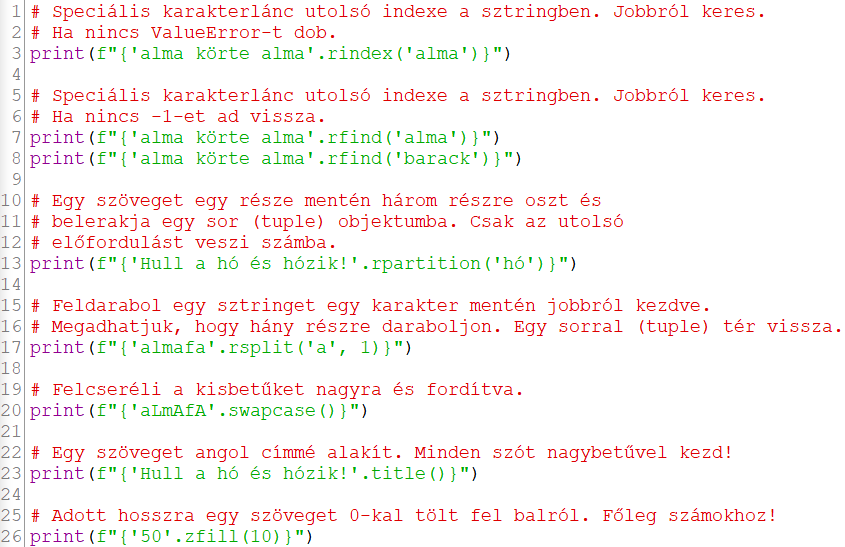 1 # Speciális karakterlánc utolsó indexe a sztringben. Jobbról keres.
2 # Ha nincs ValueError-t dob.
3 print(f"{'alma körte alma'.rindex('alma')}")
4
5 # Speciális karakterlánc utolsó indexe a sztringben. Jobbról keres.
6 # Ha nincs -1-et ad vissza.
7 print(f"{'alma körte alma'.rfind('alma')}")
8 print(f"{'alma körte alma'.rfind('barack')}")
9
10 # Egy szöveget egy része mentén három részre oszt és
11 # belerakja egy sor (tuple) objektumba. Csak az utolsó
12 # előfordulást veszi számba.
13 print(f"{'Hull a hó és hózik!'.rpartition('hó')}")
14
15 # Feldarabol egy sztringet egy karakter mentén jobbról kezdve.
16 # Megadhatjuk, hogy hány részre daraboljon. Egy sorral (tuple) tér vissza.
17 print(f"{'almafa'.rsplit('a', 1)}")
18
19 # Felcseréli a kisbetűket nagyra és fordítva.
20 print(f"{'aLmAfA'.swapcase()}")
21
22 # Egy szöveget angol címmé alakít. Minden szót nagybetűvel kezd!
23 print(f"{'Hull a hó és hózik!'.title()}")
24
25 # Adott hosszra egy szöveget 0-kal tölt fel balról. Főleg számokhoz!
26 print(f"{'50'.zfill(10)}")